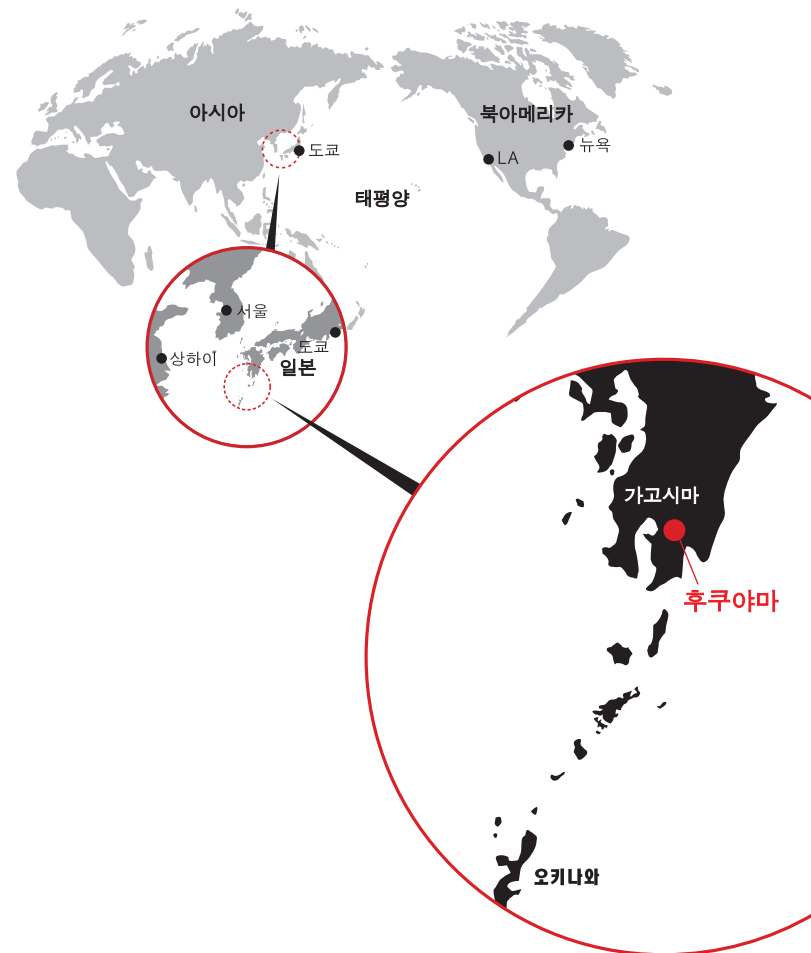 아시아
북아메리카
도쿄
LA
뉴욕
태평양
서울
상하이
도쿄
일본
가고시마
후쿠야마
오키나와